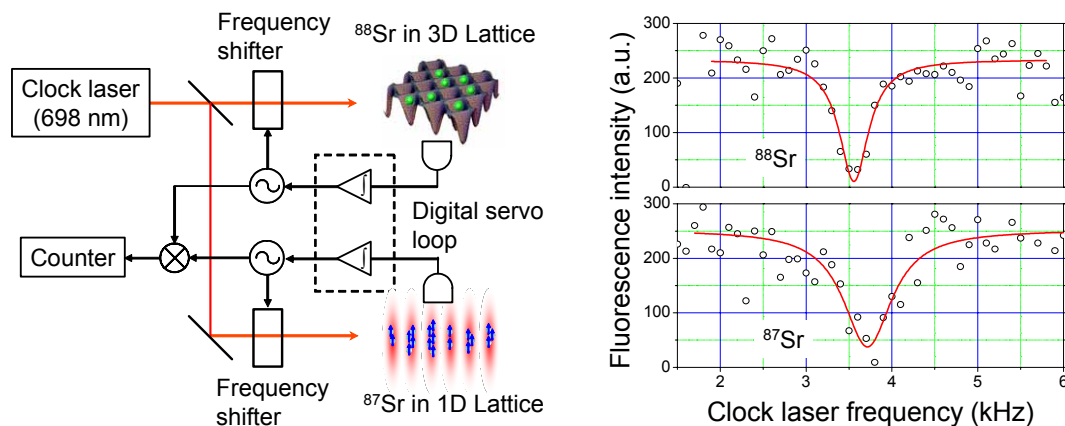 Frequency
shifter
⁸⁸Sr in 3D Lattice
Clock laser
(698 nm)
∫
Digital servo
loop
Counter
∫
Frequency
shifter
⁸⁷Sr in 1D Lattice
Fluorescence intensity (a.u.)
300
200
100
0
⁸⁸Sr
300
200
100
0
⁸⁷Sr
2 3 4 5 6
Clock laser frequency (kHz)